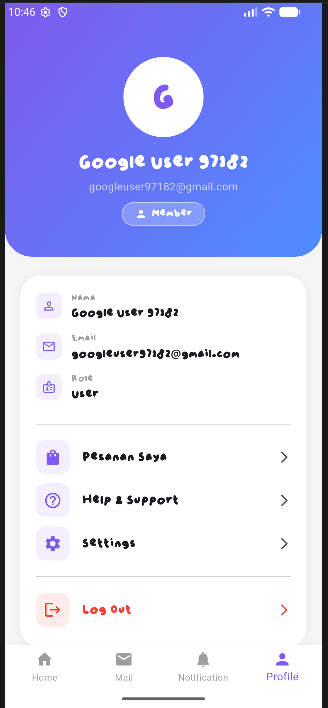 10:46
G
Google User 97182
googleuser97182@gmail.com
Member
Name
Google User 97182
Email
googleuser97182@gmail.com
Role
User
Pesanan Saya
Help & Support
Settings
Log Out
Home
Mail
Notification
Profile